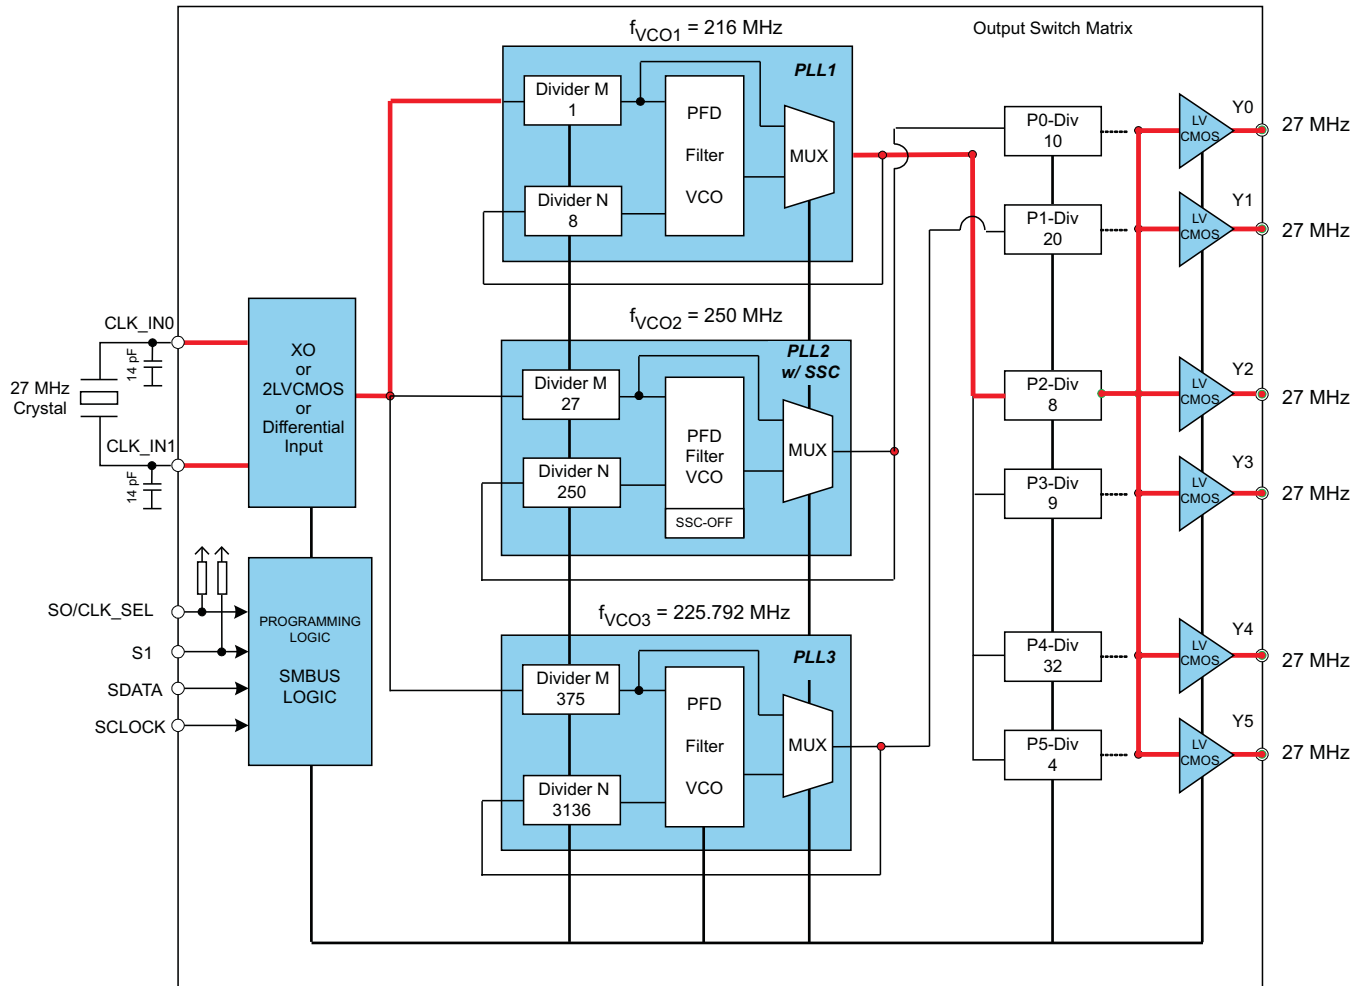 fVCO1 = 216 MHz
Output Switch Matrix
PLL1
Divider M
1
PFD
Filter
VCO
MUX
Divider N
8
P0-Div
10
LV
CMOS
Y0
27 MHz
P1-Div
20
LV
CMOS
Y1
27 MHz
CLK_IN0
14 pF
27 MHz
Crystal
CLK_IN1
14 pF
XO
or
2LVCMOS
or
Differential
Input
fVCO2 = 250 MHz
PLL2
w/ SSC
Divider M
27
PFD
Filter
VCO
SSC-OFF
MUX
Divider N
250
P2-Div
8
LV
CMOS
Y2
27 MHz
P3-Div
9
LV
CMOS
Y3
27 MHz
SO/CLK_SEL
S1
SDATA
SCLOCK
PROGRAMMING
LOGIC
SMBUS
LOGIC
fVCO3 = 225.792 MHz
PLL3
Divider M
375
PFD
Filter
VCO
MUX
Divider N
3136
P4-Div
32
LV
CMOS
Y4
27 MHz
P5-Div
4
LV
CMOS
Y5
27 MHz